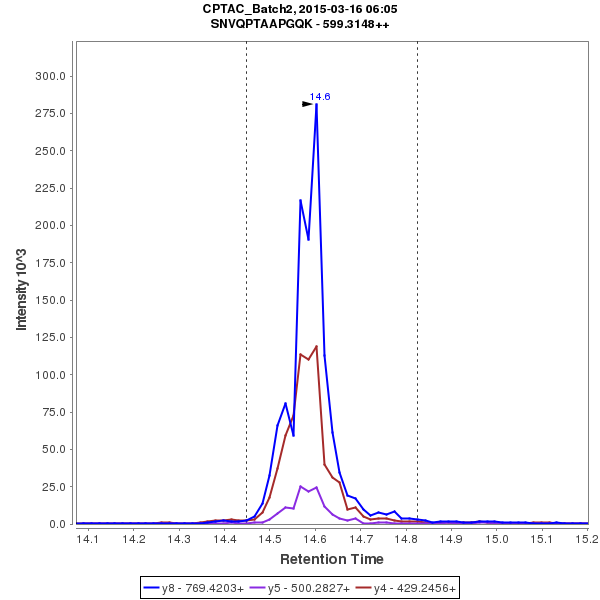 CPTAC_Batch2, 2015-03-16 06:05
SNVQPTAAPGQK - 599.3148++
14.6
300.0
275.0
250.0
225.0
200.0
175.0
150.0
125.0
100.0
75.0
50.0
25.0
0.0
Intensity 10^3
14.1 14.2 14.3 14.4 14.5 14.6 14.7 14.8 14.9 15.0 15.1 15.2
Retention Time
y8 - 769.4203+ y5 - 500.2827+ y4 - 429.2456+